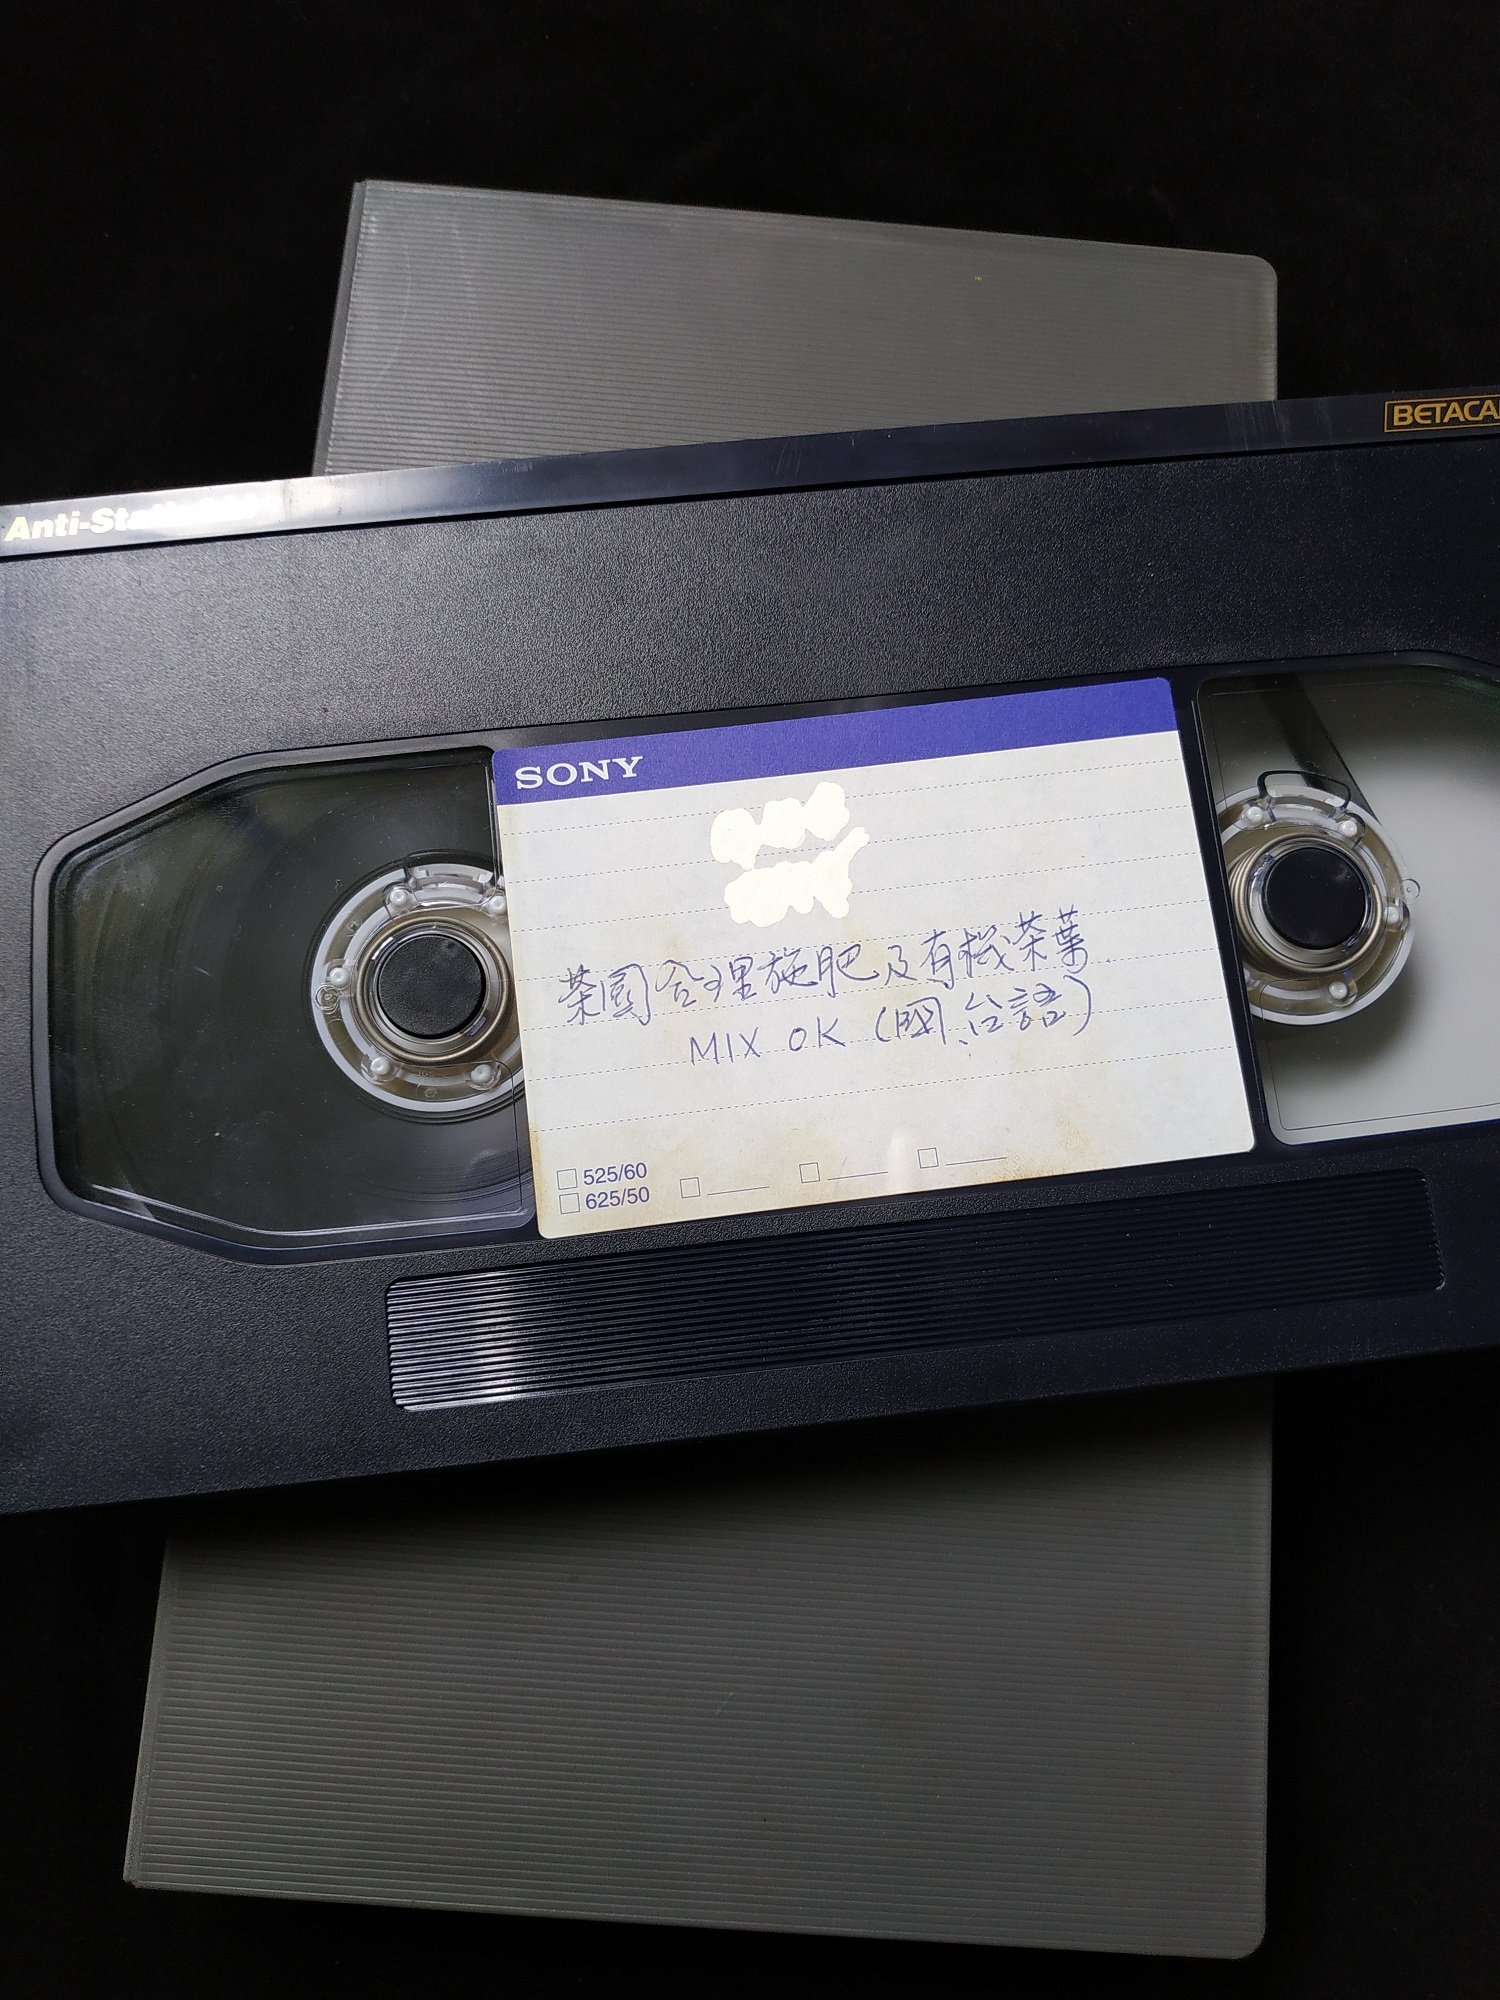 Anti-Stat
BETACA
SONY
茶園合理施肥及有機茶葉
MIX OK (國、台語)
525/60
625/50